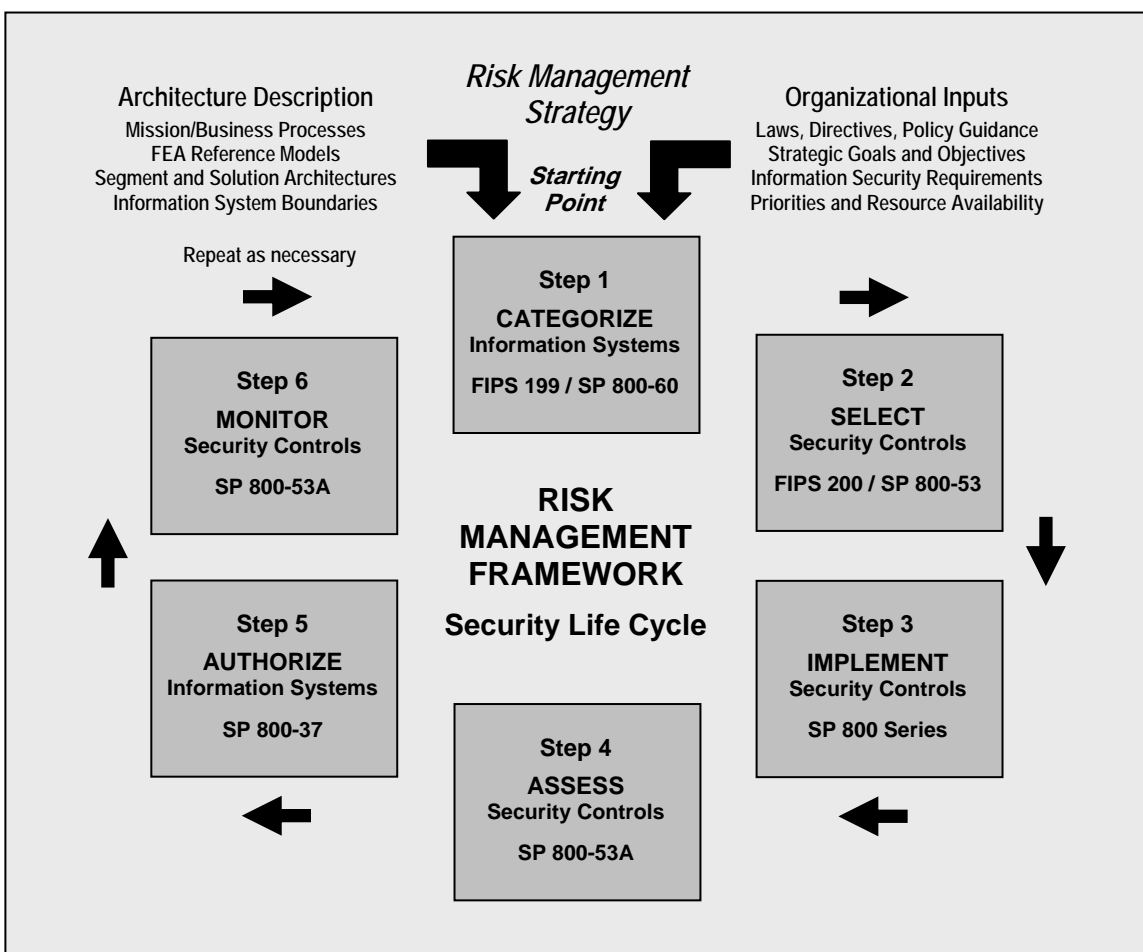 Architecture Description
Mission/Business Processes
FEA Reference Models
Segment and Solution Architectures
Information System Boundaries
Risk Management
Strategy
Starting
Point
Organizational Inputs
Laws, Directives, Policy Guidance
Strategic Goals and Objectives
Information Security Requirements
Priorities and Resource Availability
Repeat as necessary
Step 1
CATEGORIZE
Information Systems
FIPS 199 / SP 800-60
Step 2
SELECT
Security Controls
FIPS 200 / SP 800-53
Step 3
IMPLEMENT
Security Controls
SP 800 Series
Step 4
ASSESS
Security Controls
SP 800-53A
Step 5
AUTHORIZE
Information Systems
SP 800-37
Step 6
MONITOR
Security Controls
SP 800-53A
RISK
MANAGEMENT
FRAMEWORK
Security Life Cycle